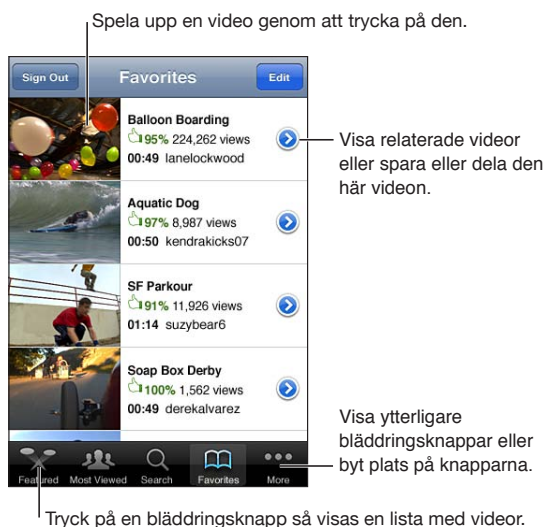 Spela upp en video genom att trycka på den.
Sign Out
Favorites
Edit
Balloon Boarding
95% 224,262 views
00:49 lanelockwood
Visa relaterade videor
eller spara eller dela den
här videon.
Aquatic Dog
97% 8,987 views
00:50 kendrakicks07
SF Parkour
91% 11,926 views
01:14 suzybear6
Soap Box Derby
100% 1,562 views
00:49 derekalvarez
Visa ytterligare
bläddringsknappar eller
byt plats på knapparna.
Featured
Most Viewed
Search
Favorites
More
Tryck på en bläddringsknapp så visas en lista med videor.